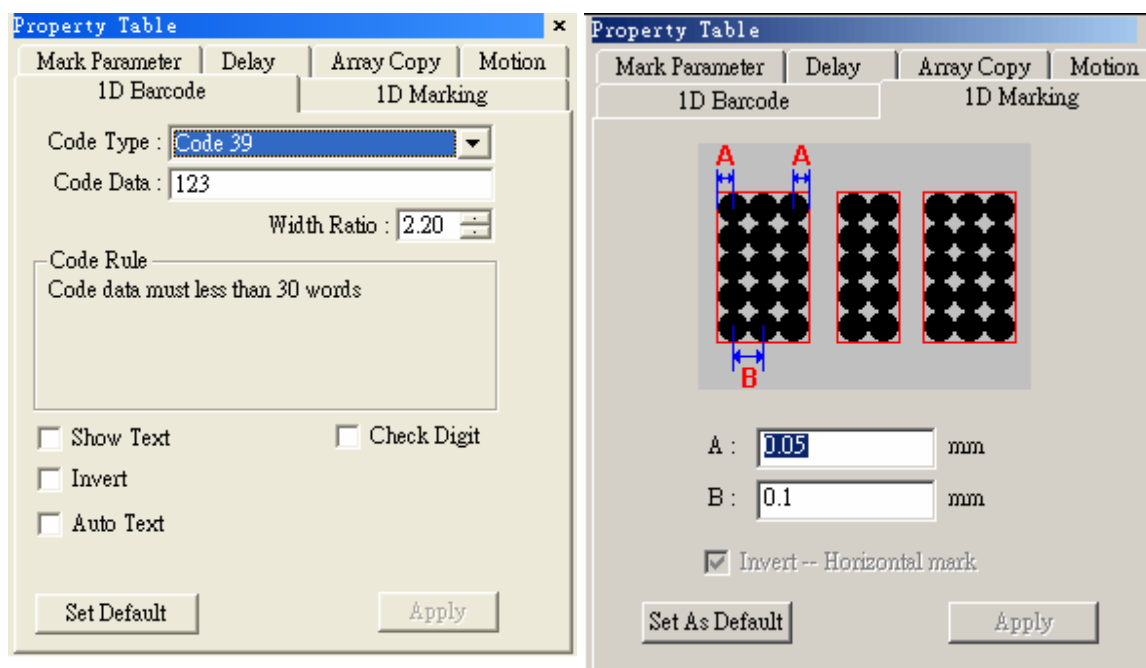 Property Table
Mark Parameter Delay Array Copy Motion
1D Barcode 1D Marking
Code Type : Code 39
Code Data : 123
Width Ratio : 2.20
Code Rule
Code data must less than 30 words
Show Text Check Digit
Invert
Auto Text
Set Default Apply
Property Table
Mark Parameter Delay Array Copy Motion
1D Barcode 1D Marking
A A
B
A : 0.05 mm
B : 0.1 mm
Invert -- Horizontal mark
Set As Default Apply